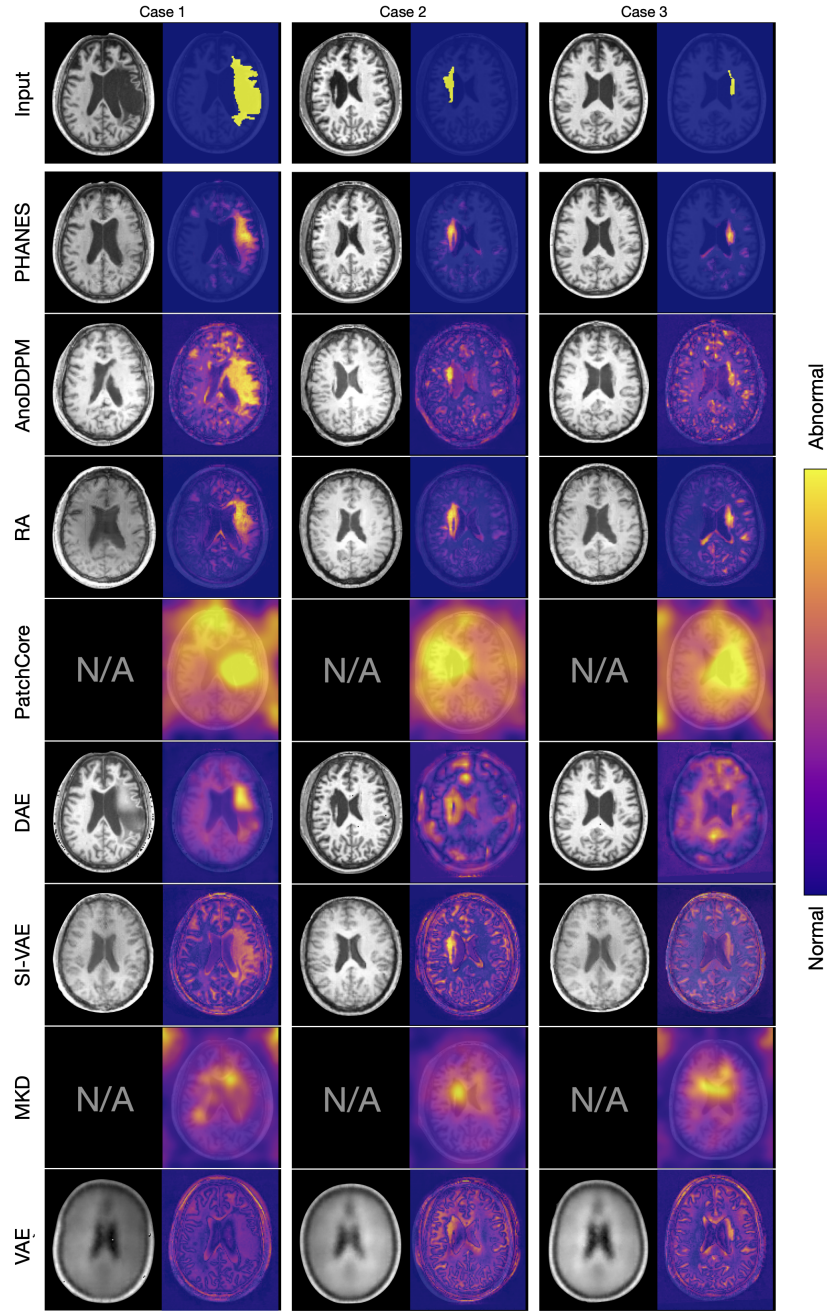 Case 1
Case 2
Case 3
Input
PHANES
AnoDDPM
RA
PatchCore
N/A
N/A
N/A
DAE
SI-VAE
MKD
N/A
N/A
N/A
VAE
Abnormal
Normal